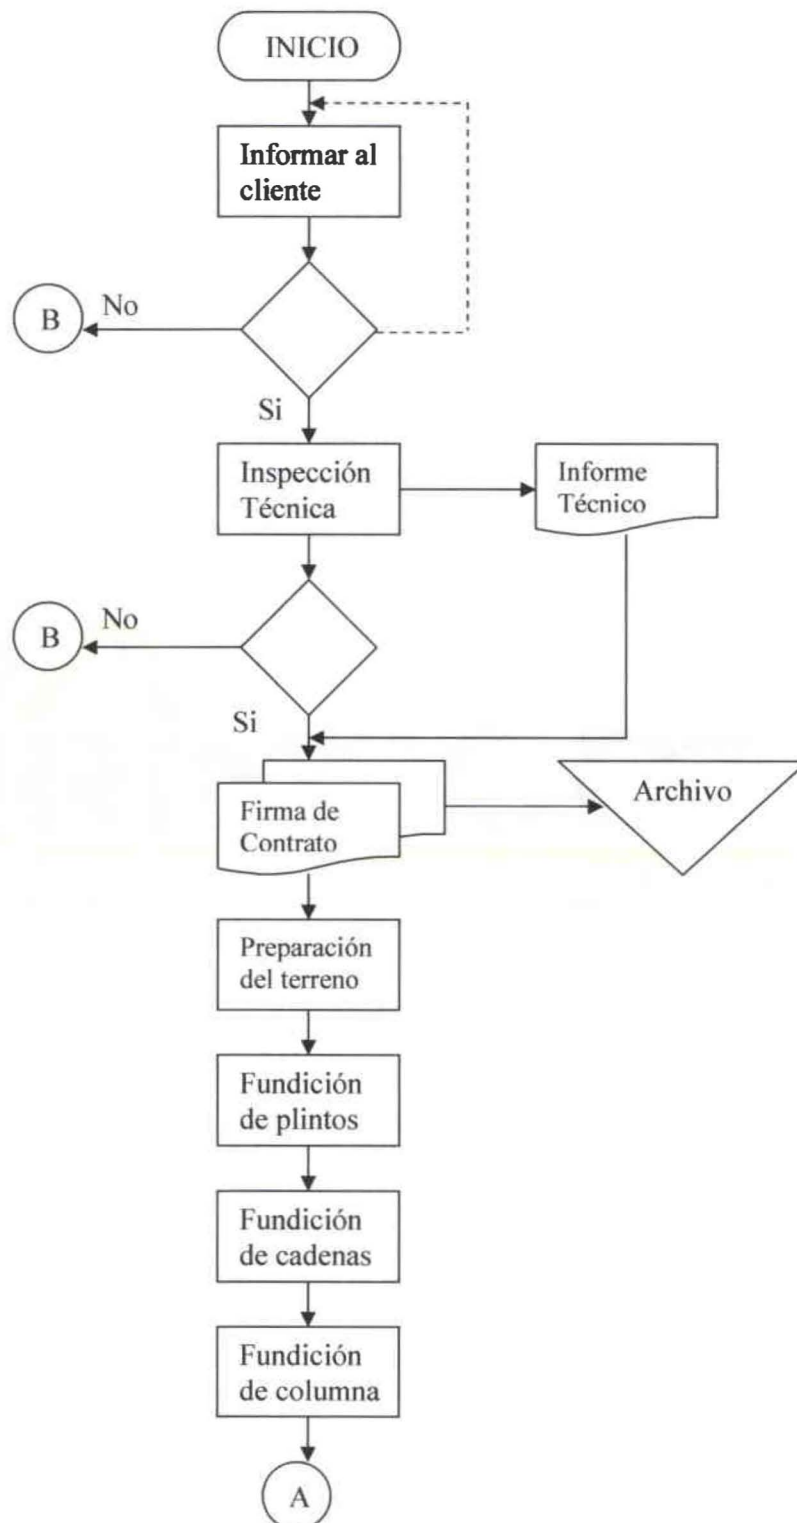 INICIO
Informar al
cliente
B
No
Si
Inspección
Técnica
Informe
Técnico
B
No
Si
Firma de
Contrato
Archivo
Preparación
del terreno
Fundición
de plintos
Fundición
de cadenas
Fundición
de columna
A